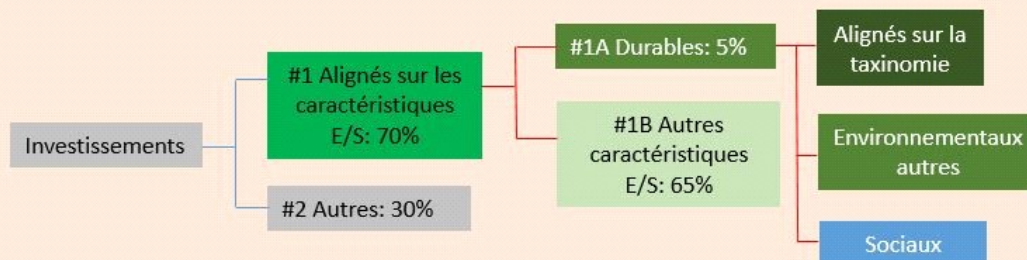 Investissements
#1 Alignés sur les
caractéristiques
E/S: 70%
#2 Autres: 30%
#1A Durables: 5%
#1B Autres
caractéristiques
E/S: 65%
Alignés sur la
taxinomie
Environnementaux
autres
Sociaux